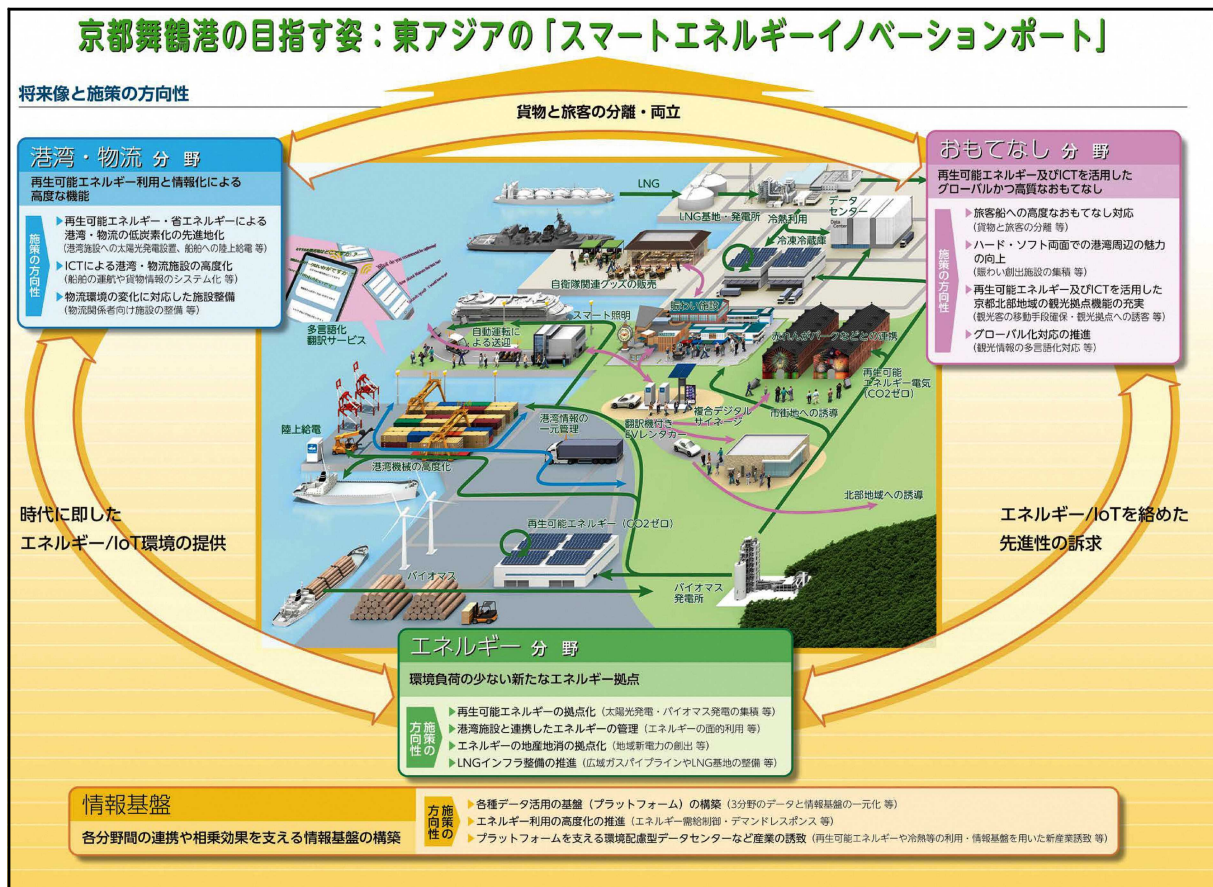 京都舞鶴港の目指す姿：東アジアの「スマートエネルギーイノベーションポート」
将来像と施策の方向性
貨物と旅客の分離・両立
港湾・物流 分 野
再生可能エネルギー利用と情報化による
高度な機能
施策の方向性
▶再生可能エネルギー・省エネルギーによる
港湾・物流の低炭素化の先進地化
(港湾施設への太陽光発電設置、船舶への陸上給電 等)
▶ICTによる港湾・物流施設の高度化
(船舶の運航や貨物情報のシステム化 等)
▶物流環境の変化に対応した施設整備
(物流関係者向け施設の整備 等)
おもてなし 分 野
再生可能エネルギー及びICTを活用した
グローバルかつ高質なおもてなし
施策の方向性
▶旅客船への高度なおもてなし対応
(貨物と旅客の分離 等)
▶ハード・ソフト両面での港湾周辺の魅力
の向上
(賑わい創出施設の集積 等)
▶再生可能エネルギー及びICTを活用した
京都北部地域の観光拠点機能の充実
(観光客の移動手段確保・観光拠点への誘客 等)
▶グローバル化対応の推進
(観光情報の多言語化対応 等)
LNG
LNG基地・発電所
冷熱利用
データ
センター
Data
Center
冷凍冷蔵庫
自衛隊関連グッズの販売
賑わい施設
スマート照明
多言語化
翻訳サービス
自動運転に
よる送迎
赤れんがパークなどとの連携
再生可能
エネルギー電気
(CO2ゼロ)
陸上給電
港湾情報の
一元管理
翻訳機付き
EVレンタカー
複合デジタル
サイネージ
市街地への誘導
港湾機械の高度化
北部地域への誘導
再生可能エネルギー（CO2ゼロ）
バイオマス
バイオマス
発電所
時代に即した
エネルギー/IoT環境の提供
エネルギー/IoTを絡めた
先進性の訴求
エネルギー 分 野
環境負荷の少ない新たなエネルギー拠点
施策の
方向性
▶再生可能エネルギーの拠点化 (太陽光発電・バイオマス発電の集積 等)
▶港湾施設と連携したエネルギーの管理 (エネルギーの面的利用 等)
▶エネルギーの地産地消の拠点化 (地域新電力の創出 等)
▶LNGインフラ整備の推進 (広域ガスパイプラインやLNG基地の整備 等)
情報基盤
各分野間の連携や相乗効果を支える情報基盤の構築
施策の
方向性
▶各種データ活用の基盤（プラットフォーム）の構築 (3分野のデータと情報基盤の一元化 等)
▶エネルギー利用の高度化の推進 (エネルギー需給制御・デマンドレスポンス 等)
▶プラットフォームを支える環境配慮型データセンターなど産業の誘致 (再生可能エネルギーや冷熱等の利用・情報基盤を用いた新産業誘致 等)